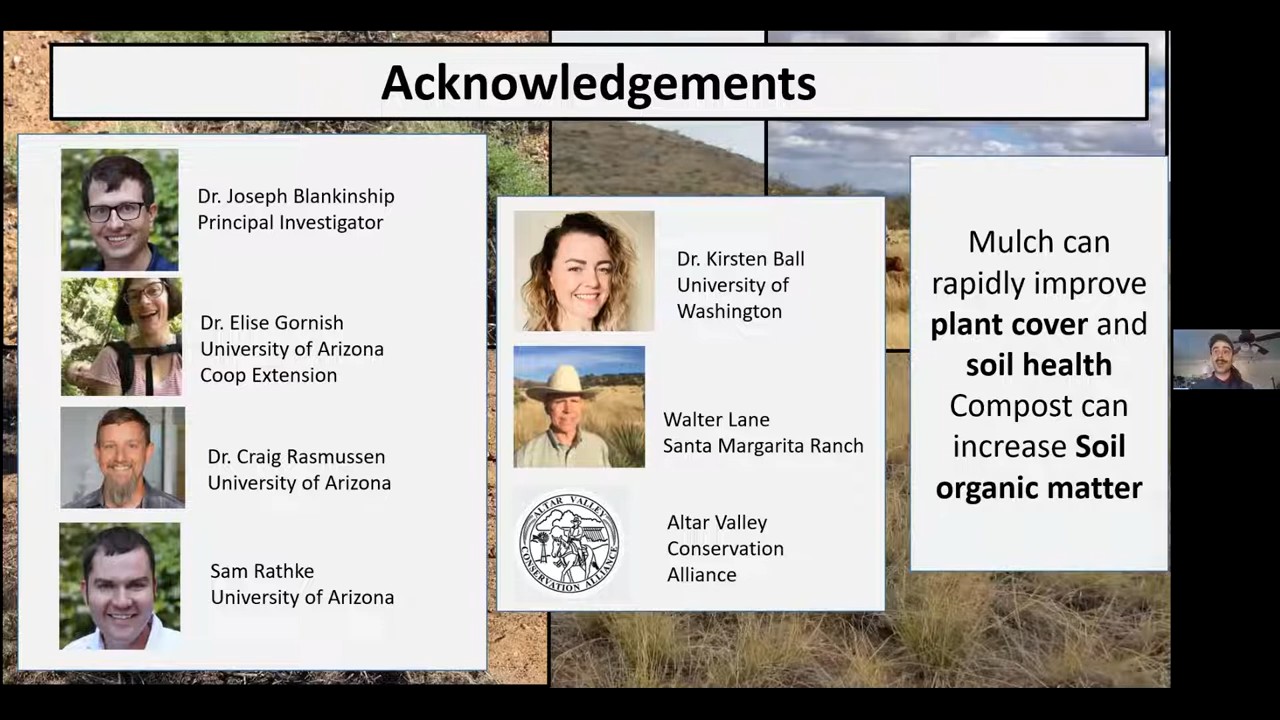 Acknowledgements
Dr. Joseph Blankinship
Principal Investigator
Dr. Elise Gornish
University of Arizona
Coop Extension
Dr. Craig Rasmussen
University of Arizona
Sam Rathke
University of Arizona
Dr. Kirsten Ball
University of
Washington
Walter Lane
Santa Margarita Ranch
ALTAR VALLEY
CONSERVATION ALLIANCE
Altar Valley
Conservation
Alliance
Mulch can
rapidly improve
plant cover and
soil health
Compost can
increase Soil
organic matter